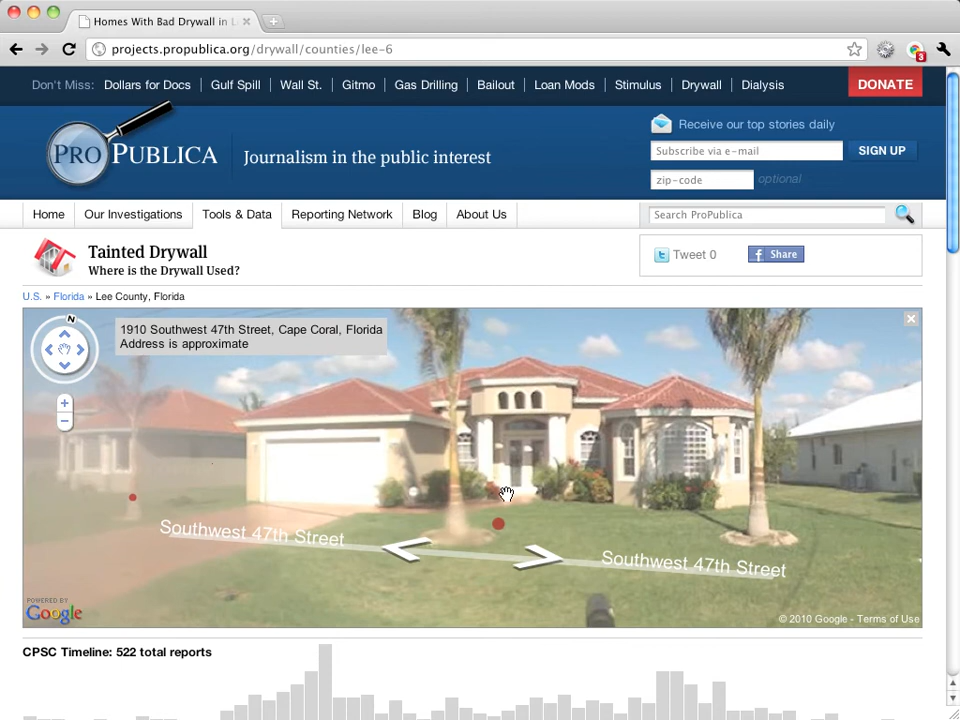 Homes With Bad Drywall in L
projects.propublica.org/drywall/counties/lee-6
3
Don't Miss: Dollars for Docs Gulf Spill Wall St. Gitmo Gas Drilling Bailout Loan Mods Stimulus Drywall Dialysis DONATE
PROPUBLICA Journalism in the public interest
Receive our top stories daily
Subscribe via e-mail SIGN UP
zip-code optional
Home Our Investigations Tools & Data Reporting Network Blog About Us Search ProPublica
Tainted Drywall
Where is the Drywall Used?
Tweet 0 f Share
U.S. » Florida » Lee County, Florida
N
1910 Southwest 47th Street, Cape Coral, Florida
Address is approximate
Southwest 47th Street
Southwest 47th Street
POWERED BY
Google
© 2010 Google - Terms of Use
CPSC Timeline: 522 total reports